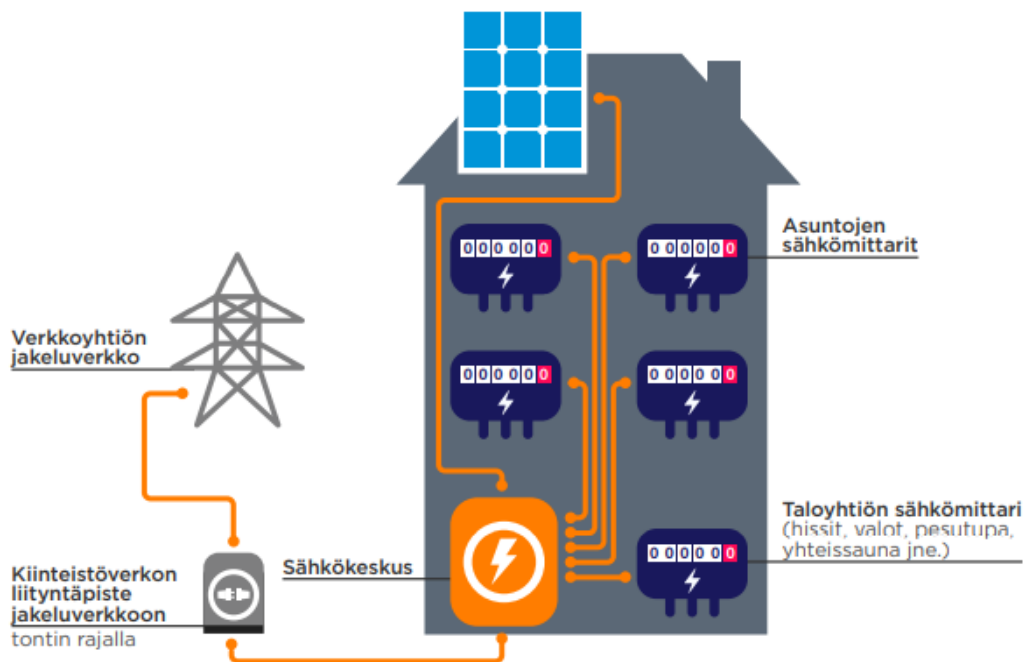 000000
000000
Asuntojen
sähkömittarit
Verkkoyhtiön
jakeluverkko
000000
000000
Kiinteistöverkon
liityntäpiste
jakeluverkkoon
tontin rajalla
Sähkökeskus
000000
Taloyhtiön sähkömittari
(hissit, valot, pesutupa,
yhteissauna jne.)